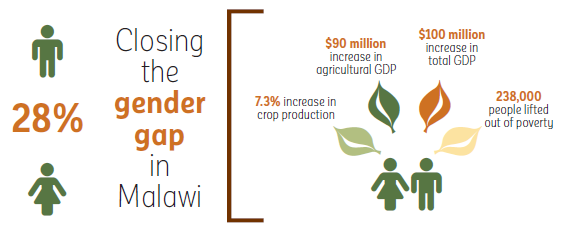 28%
Closing
the
gender
gap
in
Malawi
7.3% increase in
crop production
$90 million
increase in
agricultural GDP
$100 million
increase in
total GDP
238,000
people lifted
out of poverty